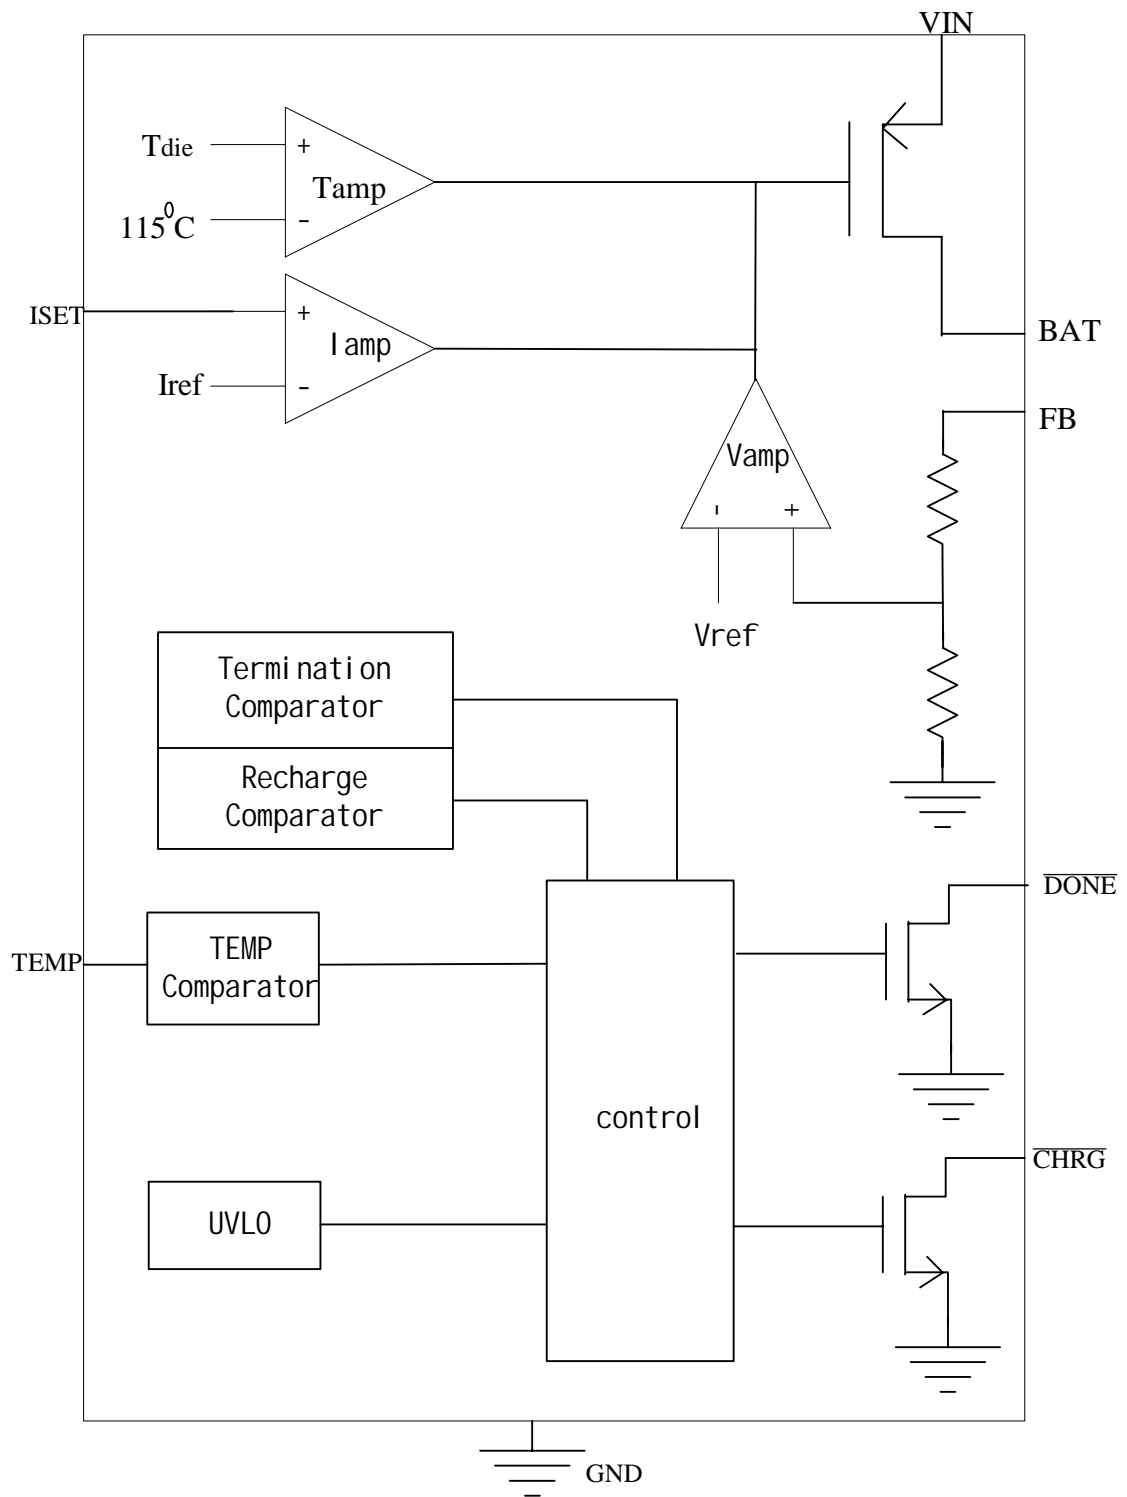 VIN
Tdie
+
Tamp
115⁰C
-
ISET
+
Iamp
Iref
-
BAT
FB
Vamp
- +
Vref
Termination
Comparator
Recharge
Comparator
DONE
TEMP
TEMP
Comparator
control
CHRG
UVLO
GND